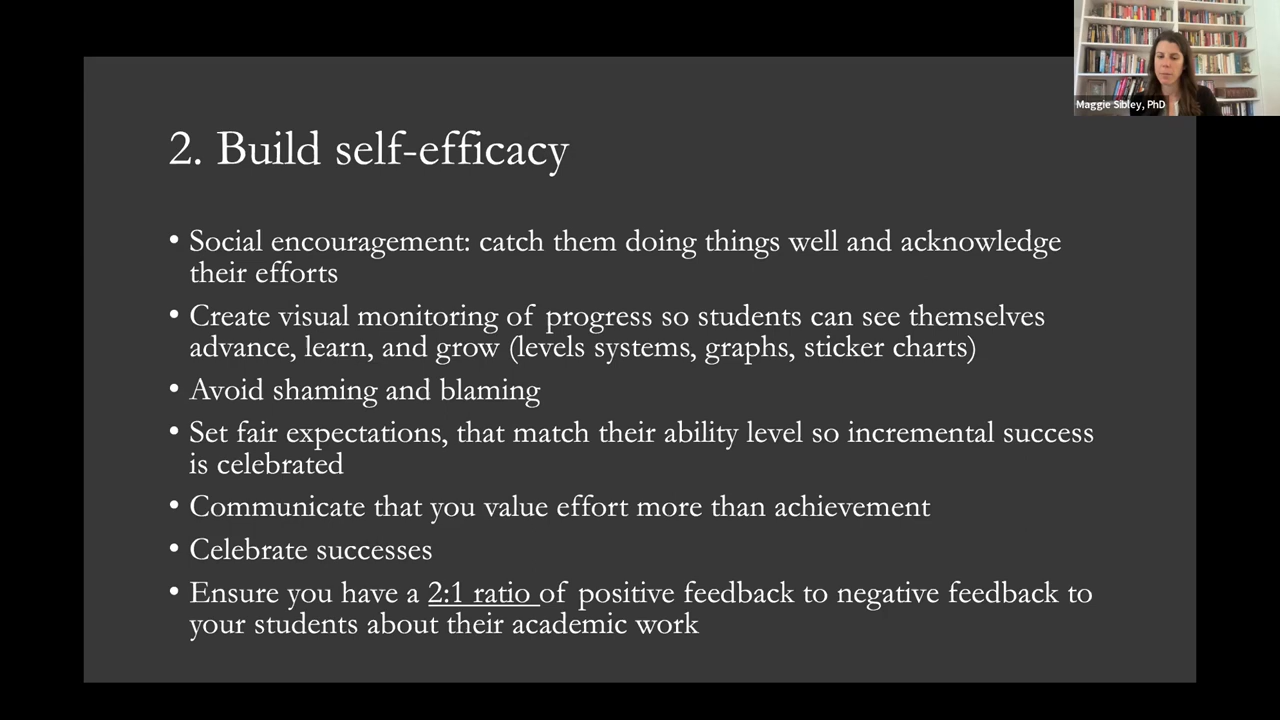 Maggie Sibley, PhD
2. Build self-efficacy
• Social encouragement: catch them doing things well and acknowledge
their efforts
• Create visual monitoring of progress so students can see themselves
advance, learn, and grow (levels systems, graphs, sticker charts)
• Avoid shaming and blaming
• Set fair expectations, that match their ability level so incremental success
is celebrated
• Communicate that you value effort more than achievement
• Celebrate successes
• Ensure you have a 2:1 ratio of positive feedback to negative feedback to
your students about their academic work